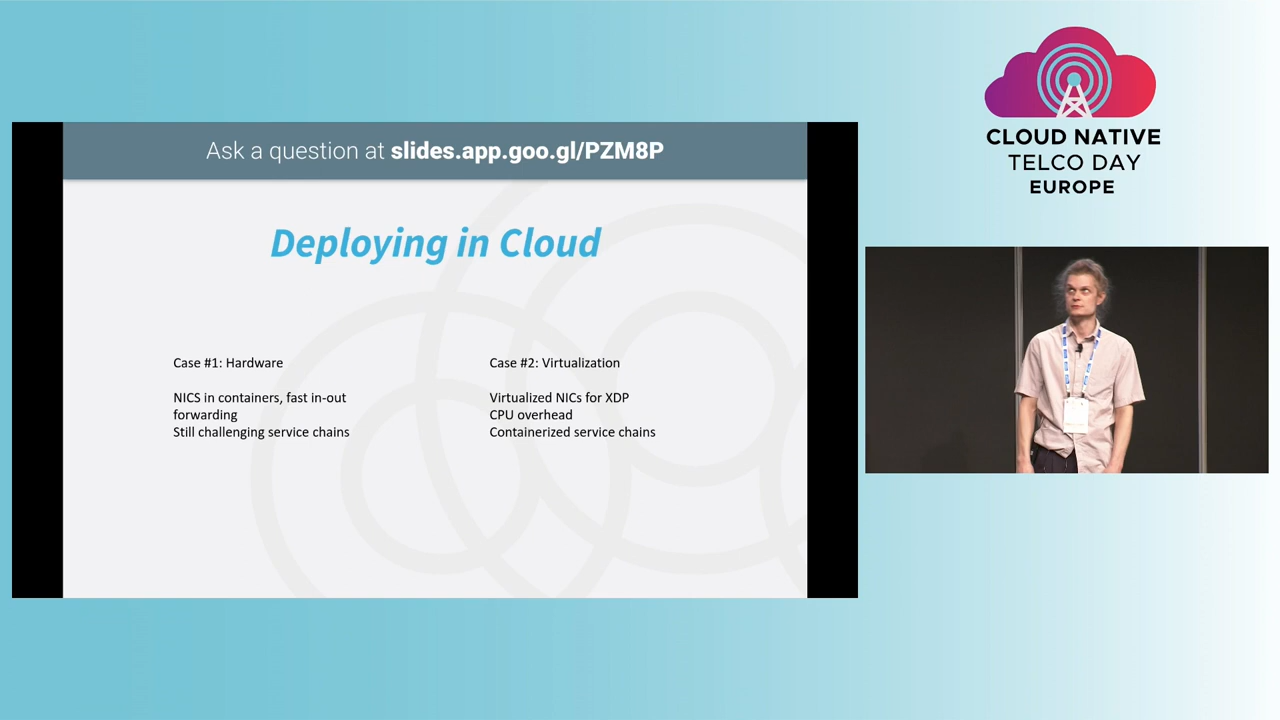 Ask a question at slides.app.goo.gl/PZM8P
Deploying in Cloud
Case #1: Hardware
NICS in containers, fast in-out
forwarding
Still challenging service chains
Case #2: Virtualization
Virtualized NICs for XDP
CPU overhead
Containerized service chains
CLOUD NATIVE
TELCO DAY
EUROPE